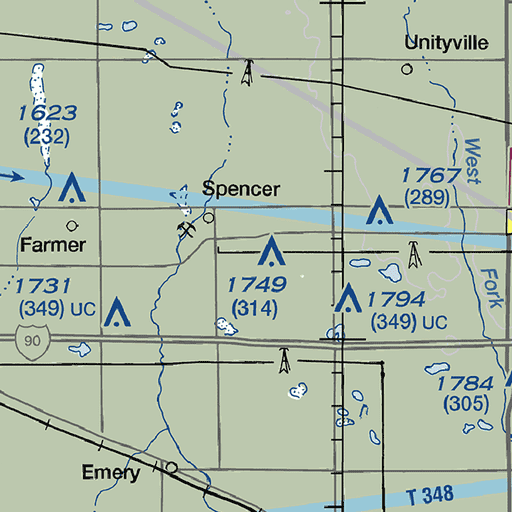 Unityville
1623
(232)
West
1767
(289)
Spencer
Farmer
1731
(349) UC
1749
(314)
Fork
1794
(349) UC
90
1784
(305)
Emery
T 348